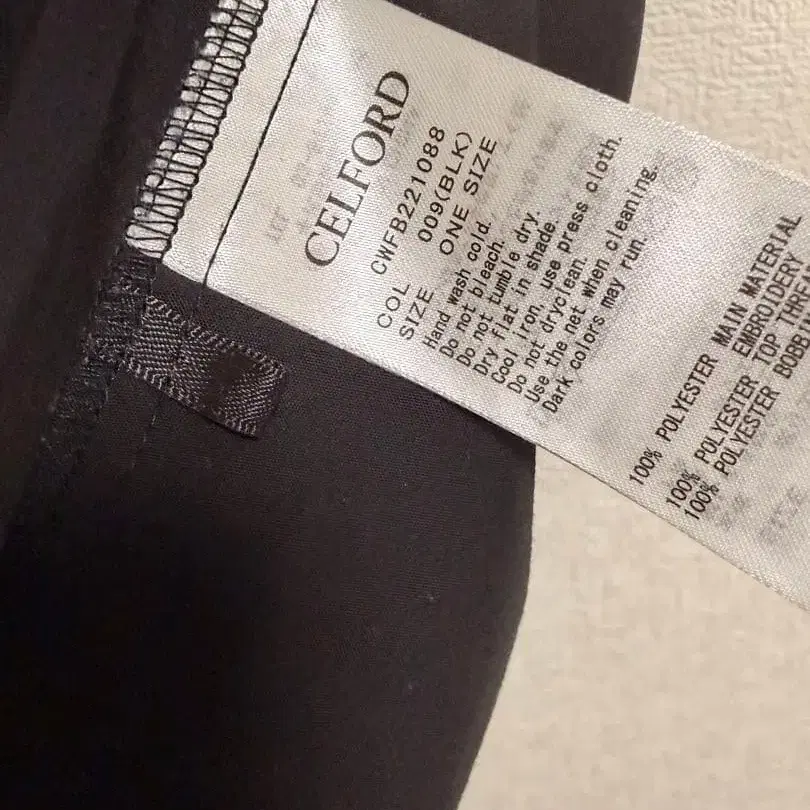 CELFORD
CWFB221088
COL 009(BLK)
SIZE ONE SIZE
Hand wash cold.
Do not bleach.
Do not tumble dry.
Dry flat in shade.
Cool iron, use press cloth.
Do not dryclean.
Use the net when cleaning.
Dark colors may run.
100% POLYESTER MAIN MATERIAL
100% POLYESTER EMBROIDERY
100% POLYESTER TOP
POLYESTER